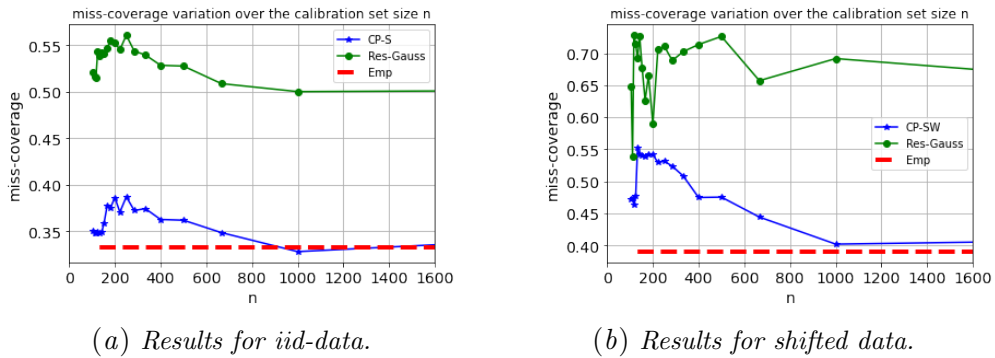 miss-coverage variation over the calibration set size n
0.55
0.50
0.45
0.40
0.35
miss-coverage
CP-S
Res-Gauss
Emp
0 200 400 600 800 1000 1200 1400 1600
n
(a) Results for iid-data.
miss-coverage variation over the calibration set size n
0.70
0.65
0.60
0.55
0.50
0.45
0.40
miss-coverage
CP-SW
Res-Gauss
Emp
0 200 400 600 800 1000 1200 1400 1600
n
(b) Results for shifted data.